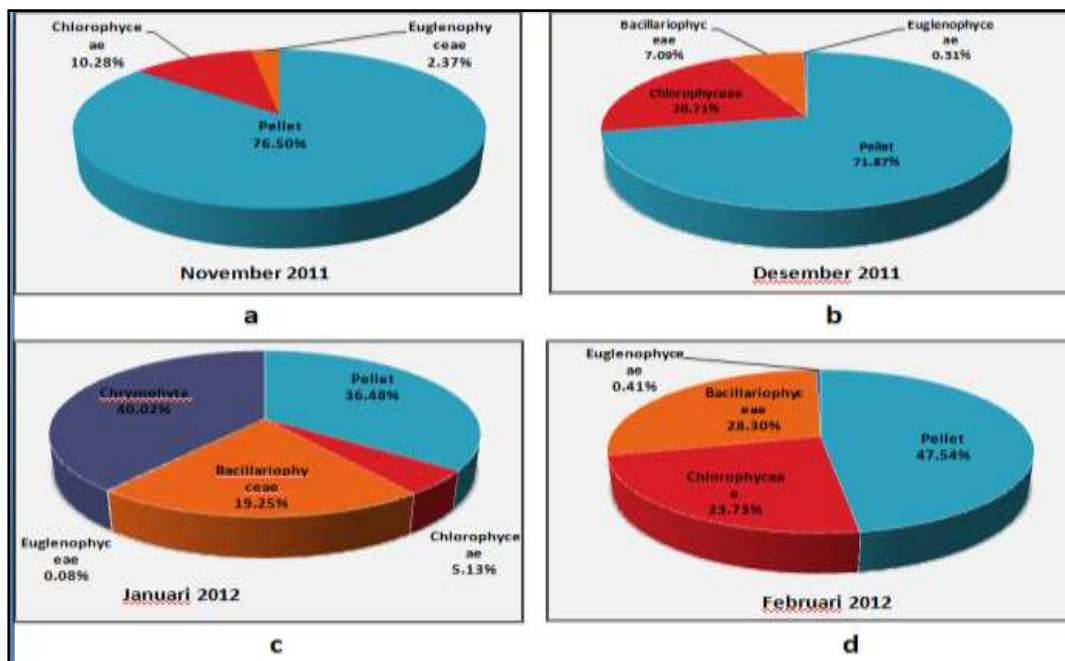 Chlorophyce
ae
10.28%
Euglenophy
ceae
2.37%
Pellet
76.50%
November 2011
a
Bacillariophyc
eae
7.09%
Euglenophyce
ae
0.31%
Chlorophyceae
20.71%
Pellet
71.87%
Desember 2011
b
Chrymohyta
40.02%
Pellet
36.48%
Bacillariophy
ceae
19.25%
Euglenophyc
eae
0.08%
Chlorophyce
ae
5.13%
Januari 2012
c
Euglenophyce
ae
0.41%
Bacillariophyc
eae
28.30%
Pellet
47.54%
Chlorophycea
e
23.73%
Februari 2012
d